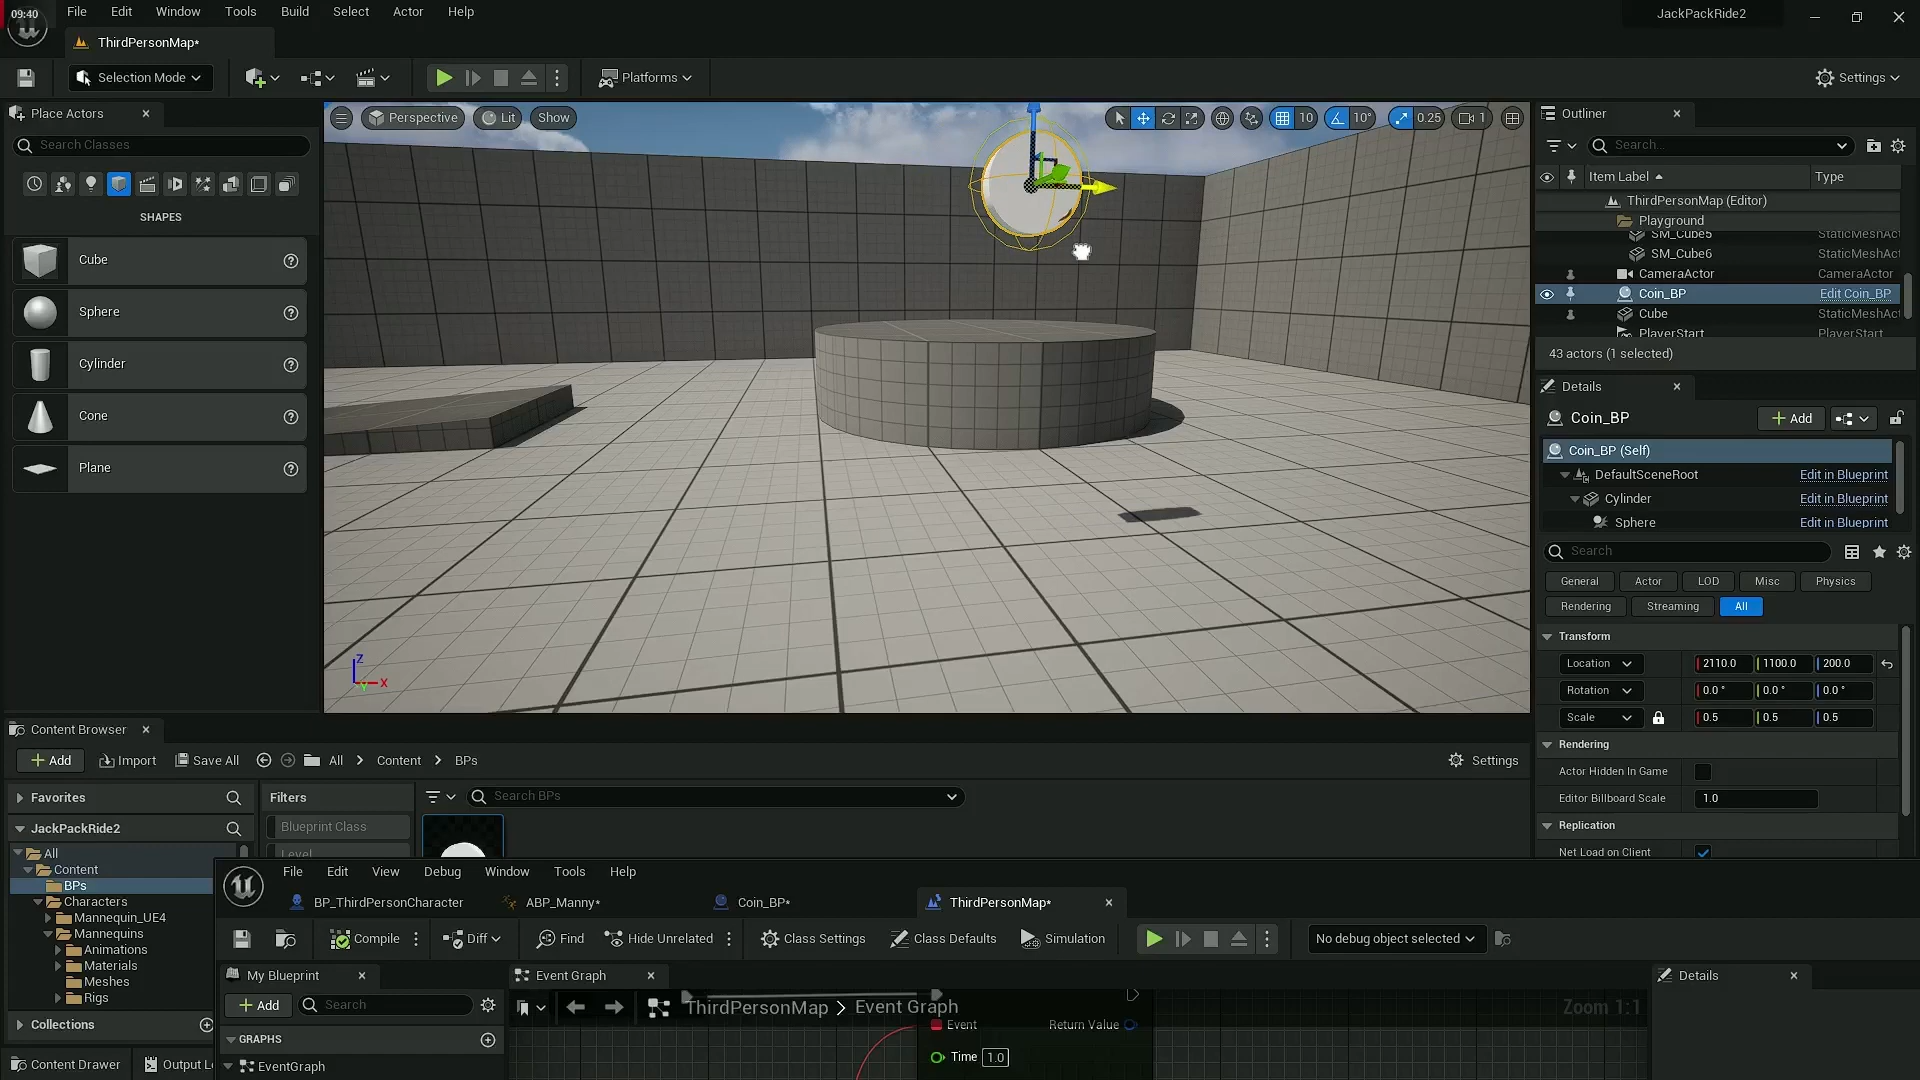 09:40
File Edit Window Tools Build Select Actor Help
JackPackRide2
ThirdPersonMap*
Selection Mode
Platforms
Settings
Place Actors
Search Classes
SHAPES
Cube
Sphere
Cylinder
Cone
Plane
Perspective Lit Show
10 10° 0.25 1
Z
X
Y
Outliner
Search...
Item Label Type
ThirdPersonMap (Editor)
Playground
SM_Cube5 StaticMeshAct
SM_Cube6 StaticMeshAct
CameraActor CameraActor
Coin_BP Edit Coin_BP
Cube StaticMeshAct
PlayerStart PlayerStart
43 actors (1 selected)
Details
Coin_BP
Add
Coin_BP (Self)
DefaultSceneRoot Edit in Blueprint
Cylinder Edit in Blueprint
Sphere Edit in Blueprint
Search
General Actor LOD Misc Physics
Rendering Streaming All
Transform
Location 2110.0 1100.0 200.0
Rotation 0.0 ° 0.0 ° 0.0 °
Scale 0.5 0.5 0.5
Rendering
Actor Hidden In Game
Editor Billboard Scale 1.0
Replication
Net Load on Client
Content Browser
Add Import Save All All Content BPs
Settings
Favorites
JackPackRide2
All
Content
BPs
Characters
Mannequin_UE4
Mannequins
Animations
Materials
Meshes
Rigs
Collections
Content Drawer Output L
Filters
Blueprint Class
Level
Search BPs
File Edit View Debug Window Tools Help
BP_ThirdPersonCharacter ABP_Manny* Coin_BP* ThirdPersonMap*
Compile Diff Find Hide Unrelated Class Settings Class Defaults Simulation No debug object selected
My Blueprint
Add Search
GRAPHS
EventGraph
Event Graph
ThirdPersonMap > Event Graph
Zoom 1:1
Event Return Value
Time 1.0
Details